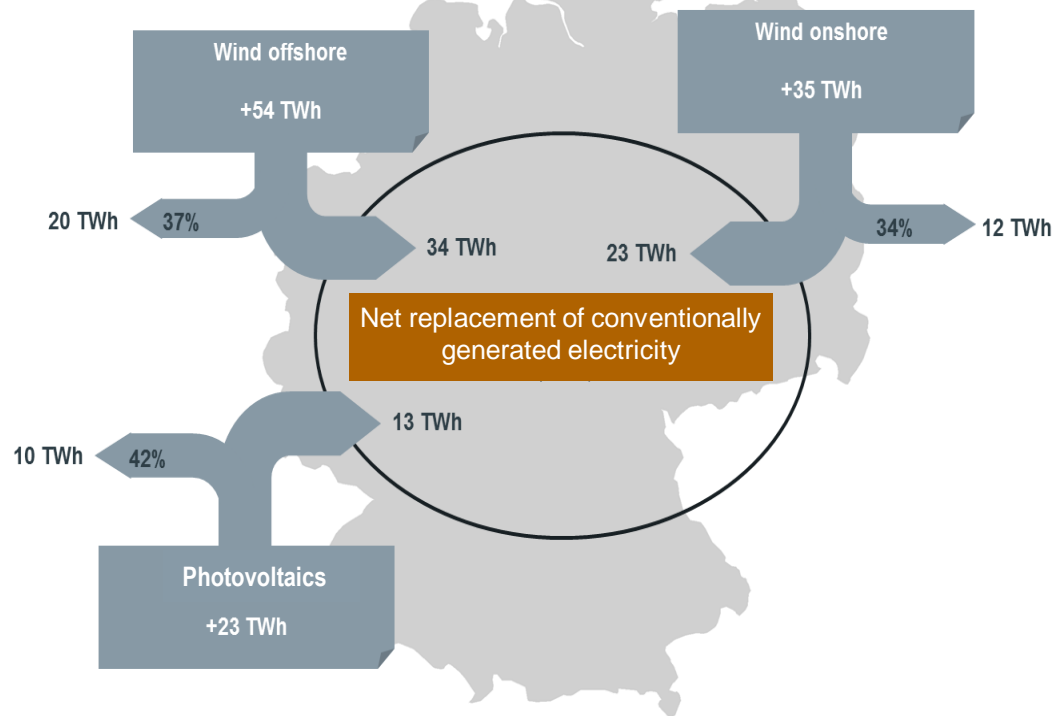 Wind offshore
+54 TWh
Wind onshore
+35 TWh
20 TWh
37%
34 TWh
23 TWh
34%
12 TWh
Net replacement of conventionally
generated electricity
13 TWh
10 TWh
42%
Photovoltaics
+23 TWh